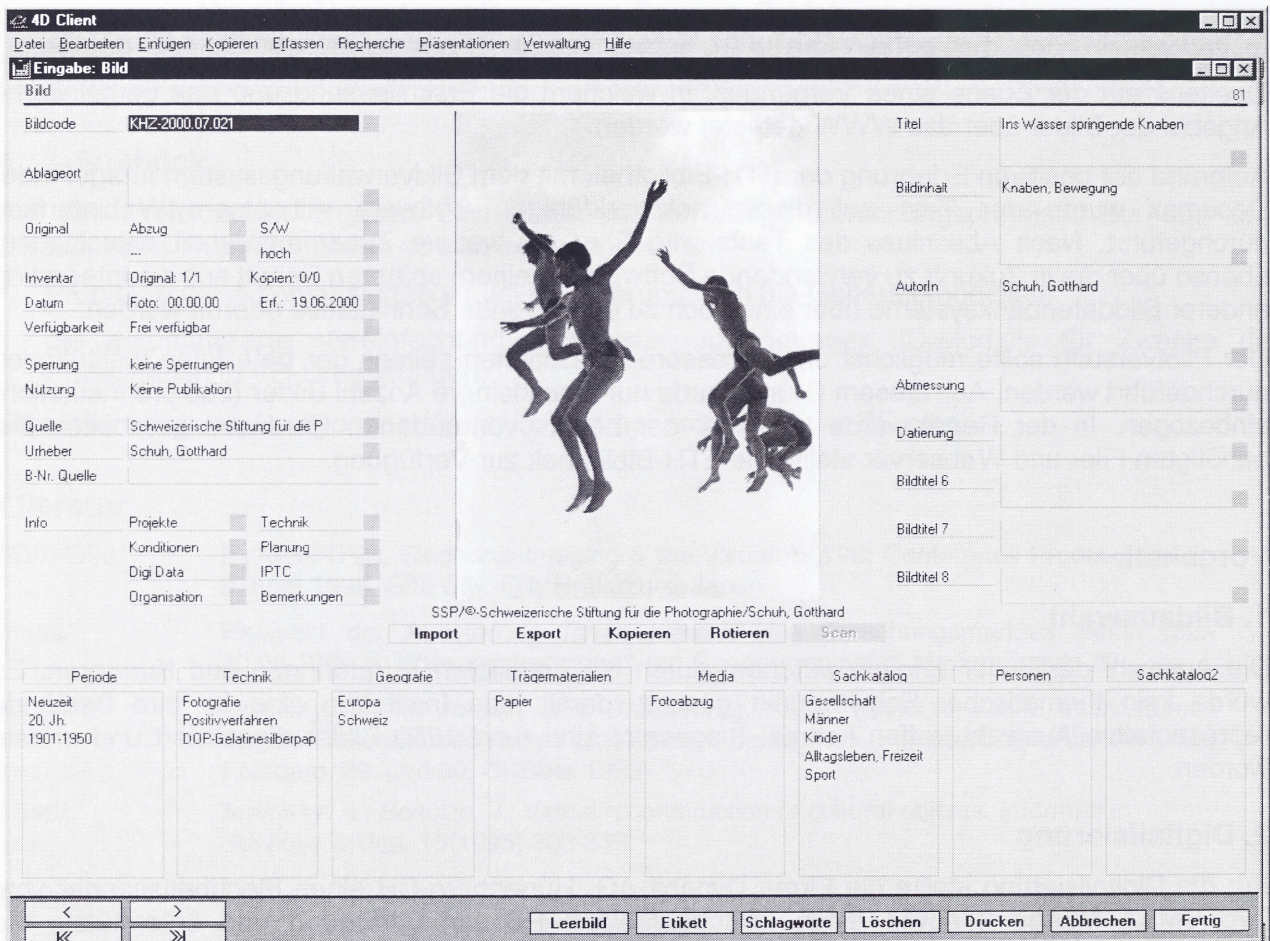 4D Client
Datei Bearbeiten Einfügen Kopieren Erfassen Recherche Präsentationen Verwaltung Hilfe
Eingabe: Bild
Bild 81
Bildcode KHZ-2000.07.021
Ablageort
Original Abzug S/W
--- hoch
Inventar Original: 1/1 Kopien: 0/0
Datum Foto: 00.00.00 Erf.: 19.06.2000
Verfügbarkeit Frei verfügbar
Sperrung keine Sperrungen
Nutzung Keine Publikation
Quelle Schweizerische Stiftung für die P
Urheber Schuh, Gotthard
B-Nr. Quelle
Info Projekte Technik
Konditionen Planung
Digi Data IPTC
Organisation Bemerkungen
Titel Ins Wasser springende Knaben
Bildinhalt Knaben, Bewegung
AutorIn Schuh, Gotthard
Abmessung
Datierung
Bildtitel 6
Bildtitel 7
Bildtitel 8
SSP/©-Schweizerische Stiftung für die Photographie/Schuh, Gotthard
Import Export Kopieren Rotieren Scan
Periode Technik Geografie Trägermaterialien Media Sachkatalog Personen Sachkatalog2
Neuzeit Fotografie Europa Papier Fotoabzug Gesellschaft
20. Jh. Positivverfahren Schweiz Männer
1901-1950 DOP-Gelatinesilberpap Kinder
Alltagsleben, Freizeit
Sport
< >
Leerbild Etikett Schlagworte Löschen Drucken Abbrechen Fertig